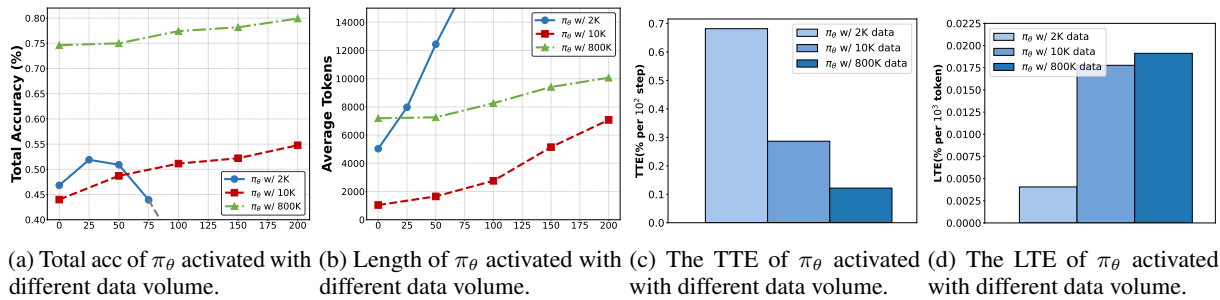 Total Accuracy (%)
0.80
0.75
0.70
0.65
0.60
0.55
0.50
0.45
0.40
0 25 50 75 100 125 150 175 200
πθ w/ 2K
πθ w/ 10K
πθ w/ 800K
(a) Total acc of πθ activated with
different data volume.
Average Tokens
14000
12000
10000
8000
6000
4000
2000
0
0 25 50 75 100 125 150 175 200
πθ w/ 2K
πθ w/ 10K
πθ w/ 800K
(b) Length of πθ activated with
different data volume.
TTE(% per 10² step)
0.7
0.6
0.5
0.4
0.3
0.2
0.1
0.0
πθ w/ 2K data
πθ w/ 10K data
πθ w/ 800K data
(c) The TTE of πθ activated
with different data volume.
LTE(% per 10³ token)
0.0225
0.0200
0.0175
0.0150
0.0125
0.0100
0.0075
0.0050
0.0025
0.0000
πθ w/ 2K data
πθ w/ 10K data
πθ w/ 800K data
(d) The LTE of πθ activated
with different data volume.